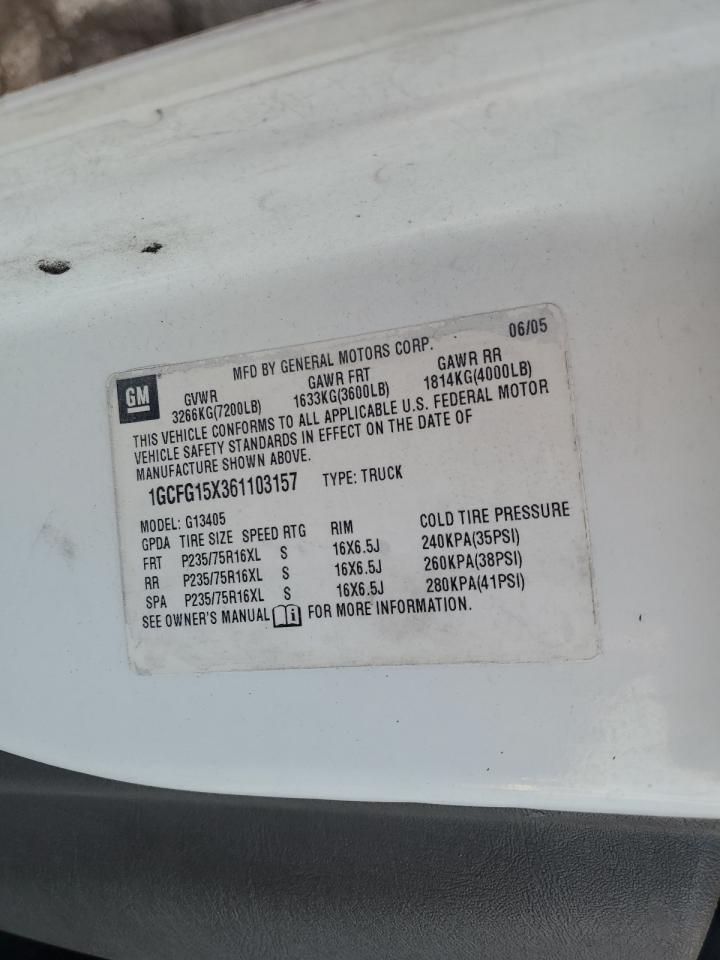 06/05
MFD BY GENERAL MOTORS CORP.
GM
GVWR GAWR FRT GAWR RR
3266KG(7200LB) 1633KG(3600LB) 1814KG(4000LB)
THIS VEHICLE CONFORMS TO ALL APPLICABLE U.S. FEDERAL MOTOR
VEHICLE SAFETY STANDARDS IN EFFECT ON THE DATE OF
MANUFACTURE SHOWN ABOVE.
1GCFG15X361103157 TYPE: TRUCK
MODEL: G13405
GPDA TIRE SIZE SPEED RTG RIM COLD TIRE PRESSURE
FRT P235/75R16XL S 16X6.5J 240KPA(35PSI)
RR P235/75R16XL S 16X6.5J 260KPA(38PSI)
SPA P235/75R16XL S 16X6.5J 280KPA(41PSI)
SEE OWNER'S MANUAL i FOR MORE INFORMATION.